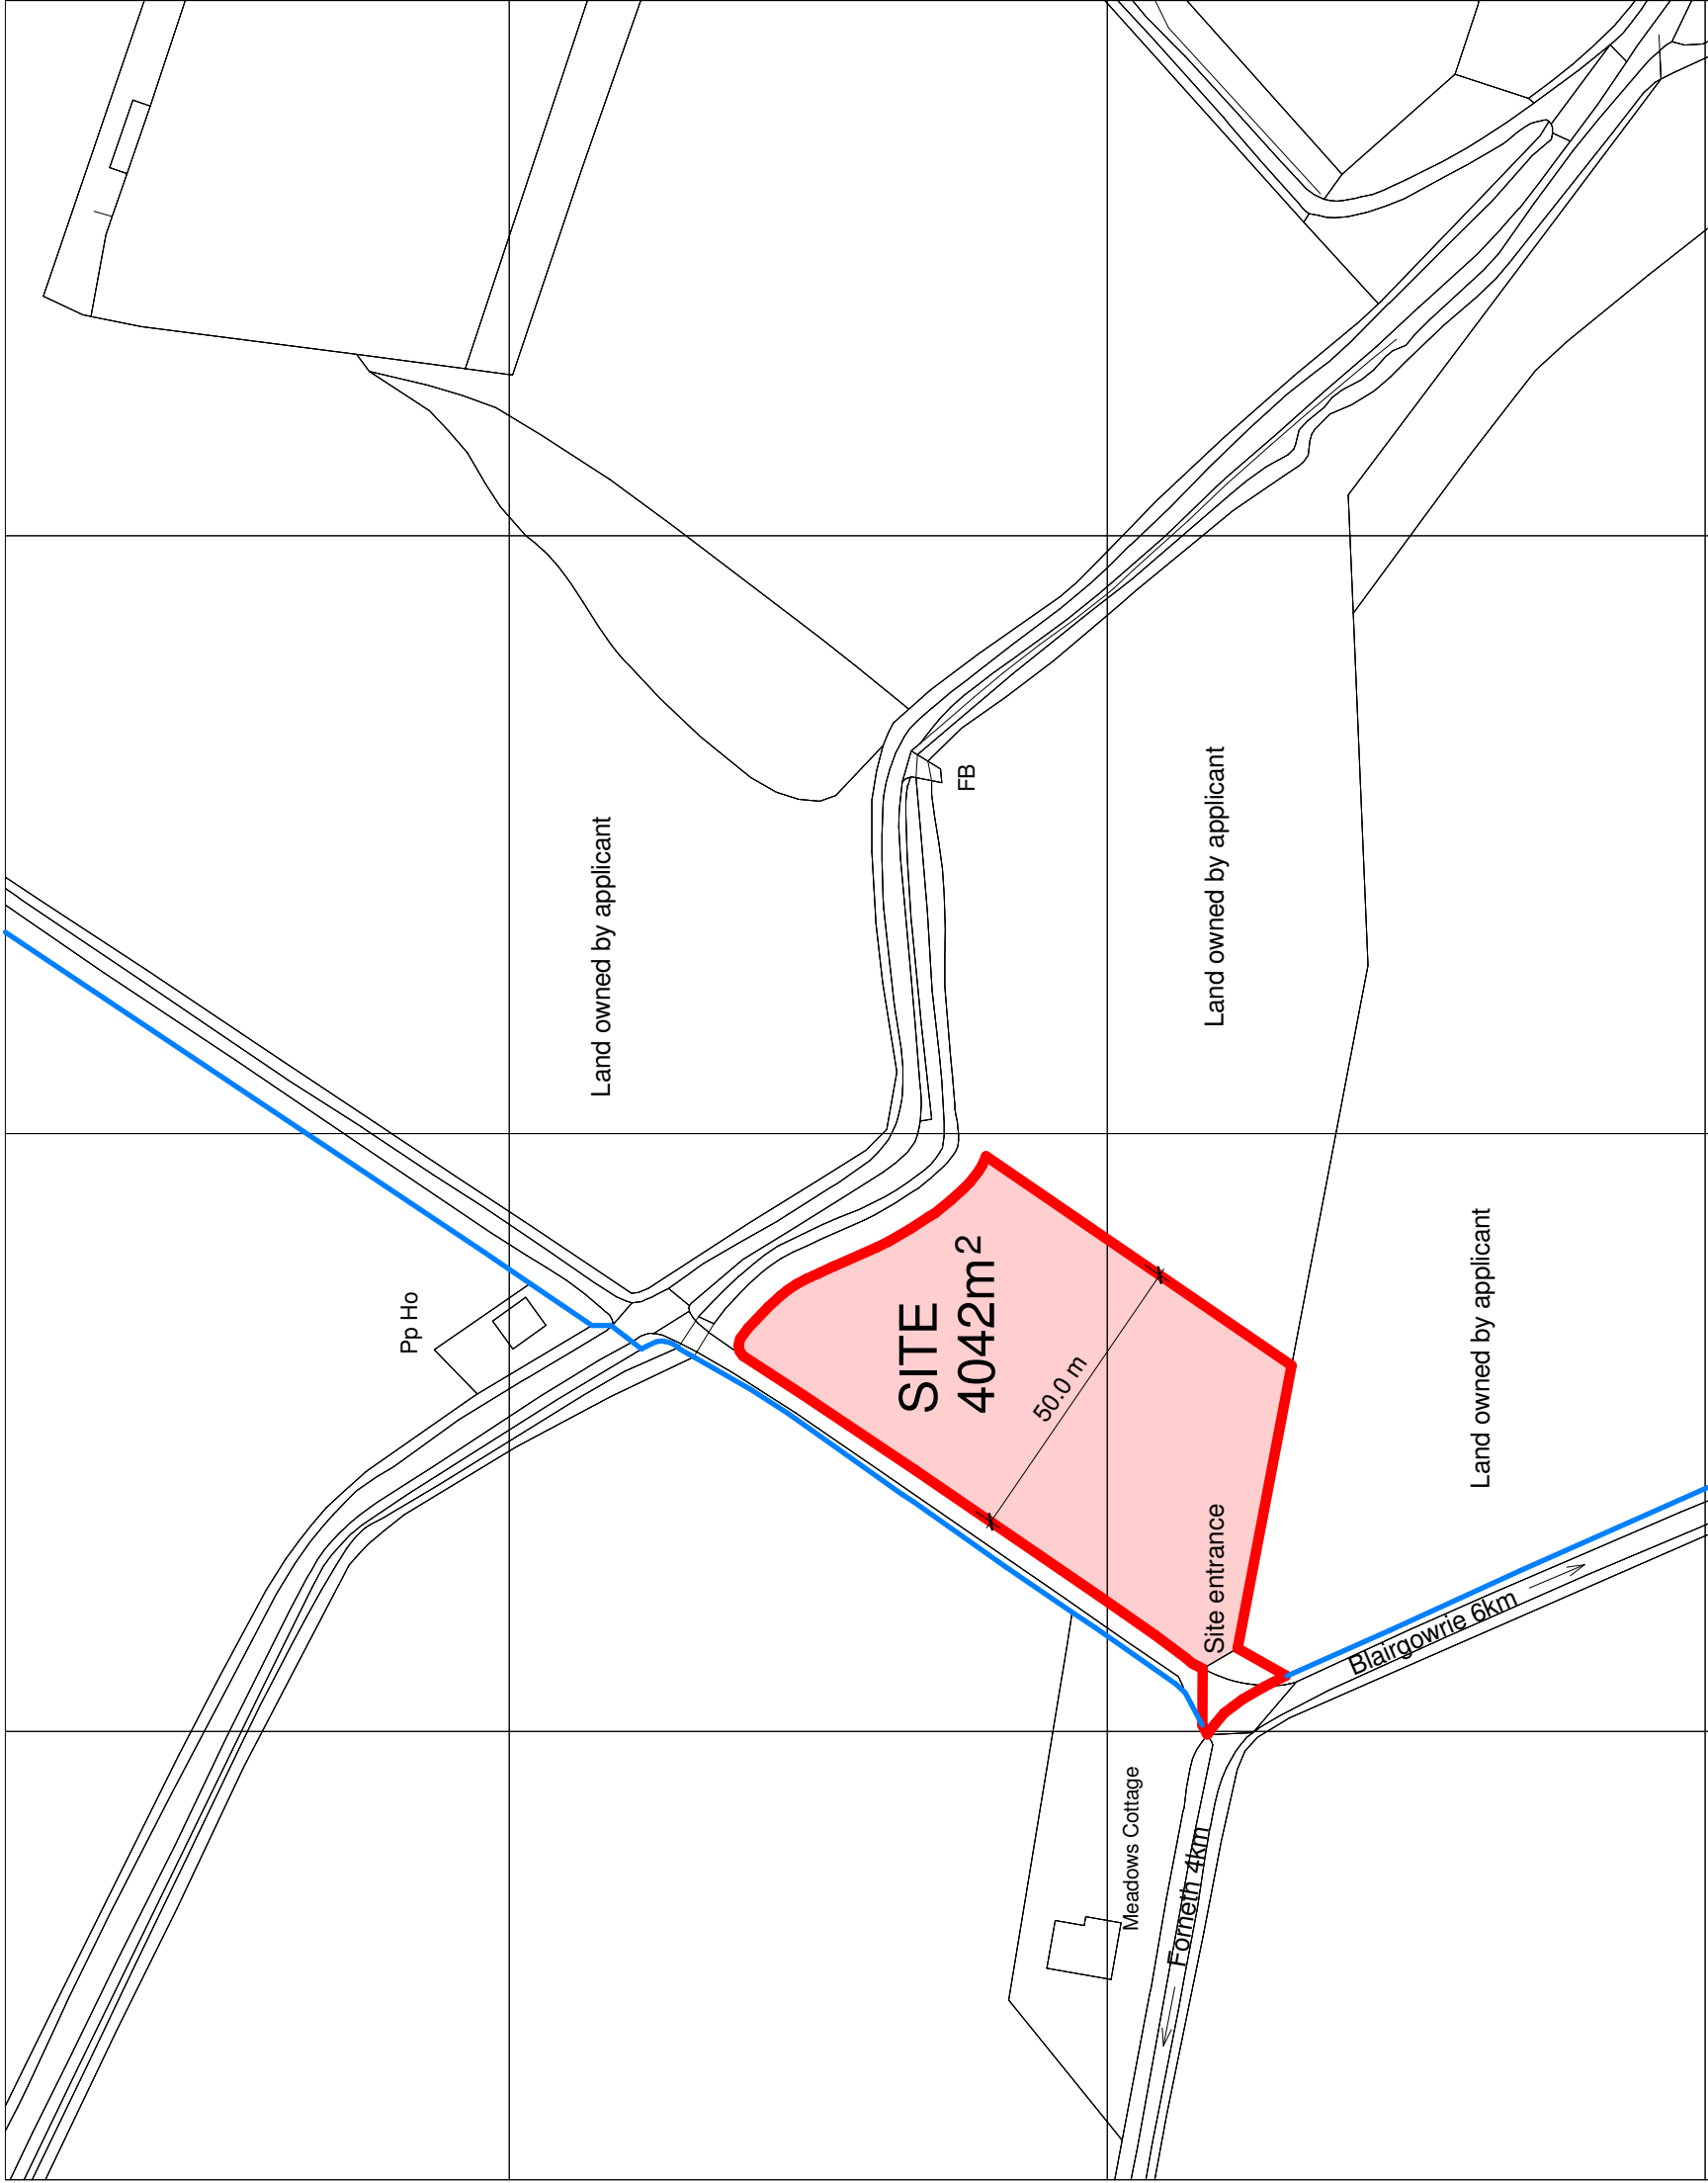 Pp Ho
Land owned by applicant
SITE
4042m²
FB
50.0 m
Meadows Cottage
Forneth 4km
Site entrance
Land owned by applicant
Blairgowrie 6km
Land owned by applicant